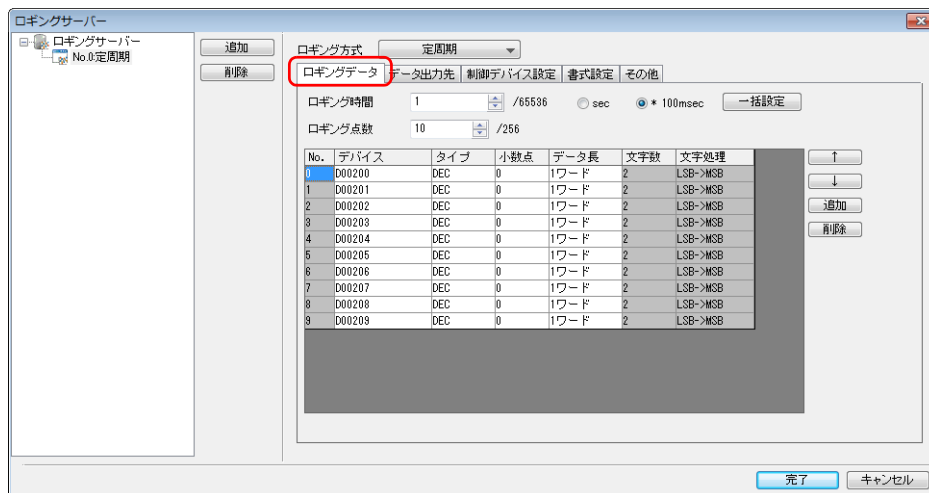 ロギングサーバー
ロギングサーバー
No.0:定周期
追加
削除
ロギング方式 定周期
ロギングデータ データ出力先 制御デバイス設定 書式設定 その他
ロギング時間 1 /65536 sec * 100msec 一括設定
ロギング点数 10 /256
No. デバイス タイプ 小数点 データ長 文字数 文字処理
0 D00200 DEC 0 1ワード 2 LSB->MSB
1 D00201 DEC 0 1ワード 2 LSB->MSB
2 D00202 DEC 0 1ワード 2 LSB->MSB
3 D00203 DEC 0 1ワード 2 LSB->MSB
4 D00204 DEC 0 1ワード 2 LSB->MSB
5 D00205 DEC 0 1ワード 2 LSB->MSB
6 D00206 DEC 0 1ワード 2 LSB->MSB
7 D00207 DEC 0 1ワード 2 LSB->MSB
8 D00208 DEC 0 1ワード 2 LSB->MSB
9 D00209 DEC 0 1ワード 2 LSB->MSB
↑
↓
追加
削除
完了 キャンセル